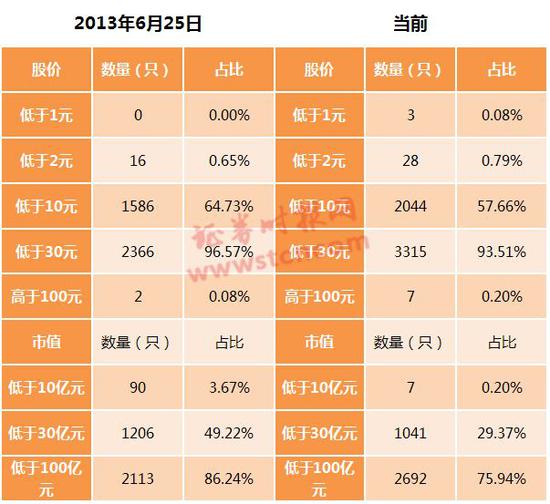 2013年6月25日 当前
股价 数量（只） 占比 股价 数量（只） 占比
低于1元 0 0.00% 低于1元 3 0.08%
低于2元 16 0.65% 低于2元 28 0.79%
低于10元 1586 64.73% 低于10元 2044 57.66%
证券时报网
低于30元 2366 96.57% 低于30元 3315 93.51%
www.stcn.com
高于100元 2 0.08% 高于100元 7 0.20%
市值 数量（只） 占比 市值 数量（只） 占比
低于10亿元 90 3.67% 低于10亿元 7 0.20%
低于30亿元 1206 49.22% 低于30亿元 1041 29.37%
低于100亿元 2113 86.24% 低于100亿元 2692 75.94%